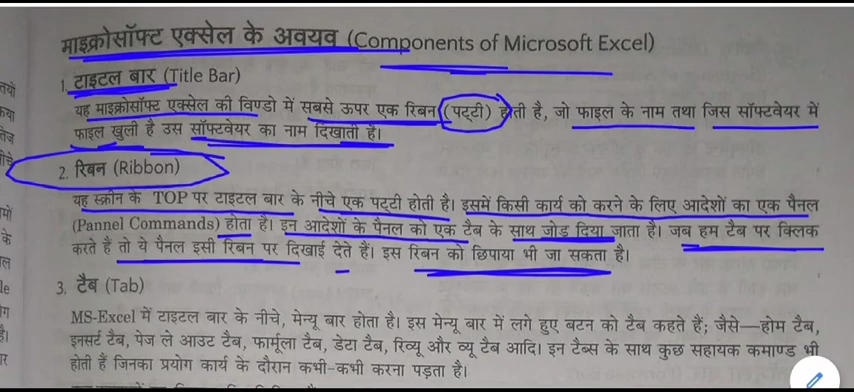 माइक्रोसॉफ्ट एक्सेल के अवयव (Components of Microsoft Excel)
1. टाइटल बार (Title Bar)
यह माइक्रोसॉफ्ट एक्सेल की विण्डो में सबसे ऊपर एक रिबन (पट्टी) होती है, जो फाइल के नाम तथा जिस सॉफ्टवेयर में
फाइल खुली है उस सॉफ्टवेयर का नाम दिखाती है।
2. रिबन (Ribbon)
यह स्क्रीन के TOP पर टाइटल बार के नीचे एक पट्टी होती है। इसमें किसी कार्य को करने के लिए आदेशों का एक पैनल
(Pannel Commands) होता है। इन आदेशों के पैनल को एक टैब के साथ जोड़ दिया जाता है। जब हम टैब पर क्लिक
करते है तो ये पैनल इसी रिबन पर दिखाई देते हैं। इस रिबन को छिपाया भी जा सकता है।
3. टैब (Tab)
MS-Excel में टाइटल बार के नीचे, मेन्यू बार होता है। इस मेन्यू बार में लगे हुए बटन को टैब कहते हैं; जैसे—होम टैब,
इनसर्ट टैब, पेज ले आउट टैब, फार्मूला टैब, डेटा टैब, रिव्यू और व्यू टैब आदि। इन टैब्स के साथ कुछ सहायक कमाण्ड भी
होती हैं जिनका प्रयोग कार्य के दौरान कभी-कभी करना पड़ता है।